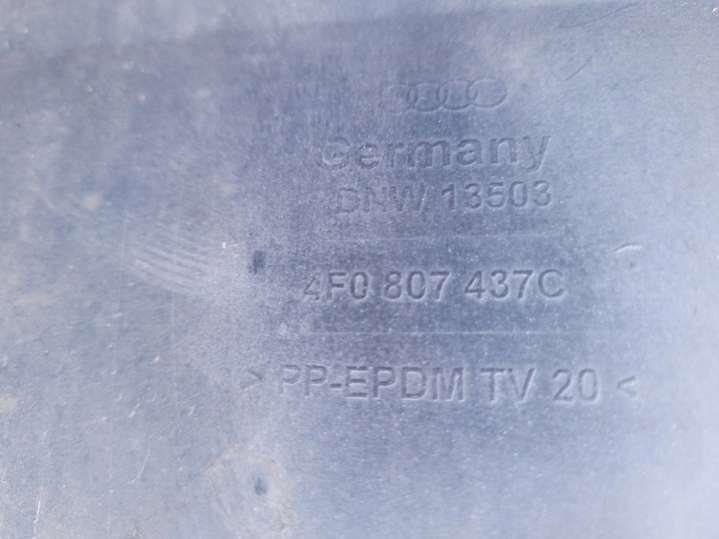 Germany
DNW 13503
4F0 807 437C
> PP-EPDM TV 20 <